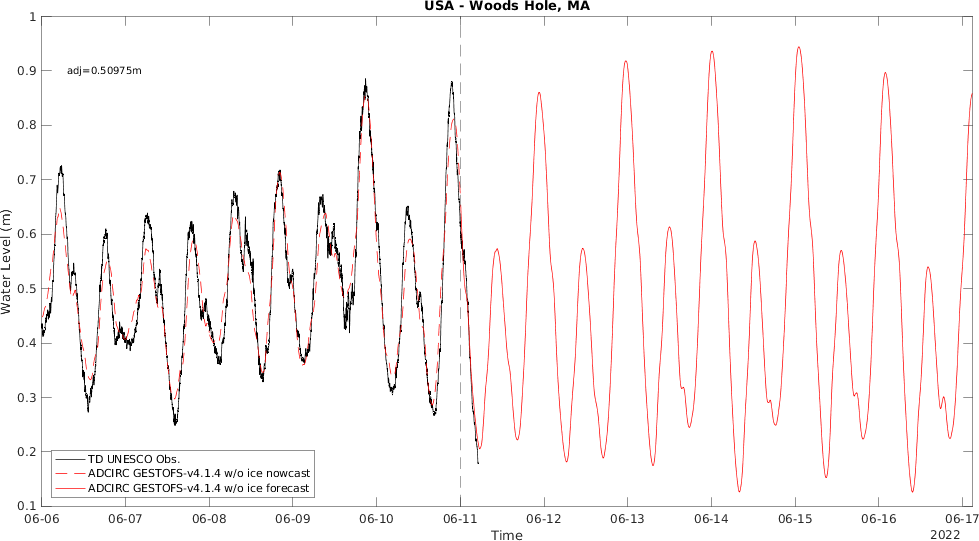 USA - Woods Hole, MA
adj=0.50975m
Water Level (m)
1
0.9
0.8
0.7
0.6
0.5
0.4
0.3
0.2
0.1
TD UNESCO Obs.
ADCIRC GESTOFS-v4.1.4 w/o ice nowcast
ADCIRC GESTOFS-v4.1.4 w/o ice forecast
06-06 06-07 06-08 06-09 06-10 06-11 06-12 06-13 06-14 06-15 06-16 06-17
Time
2022